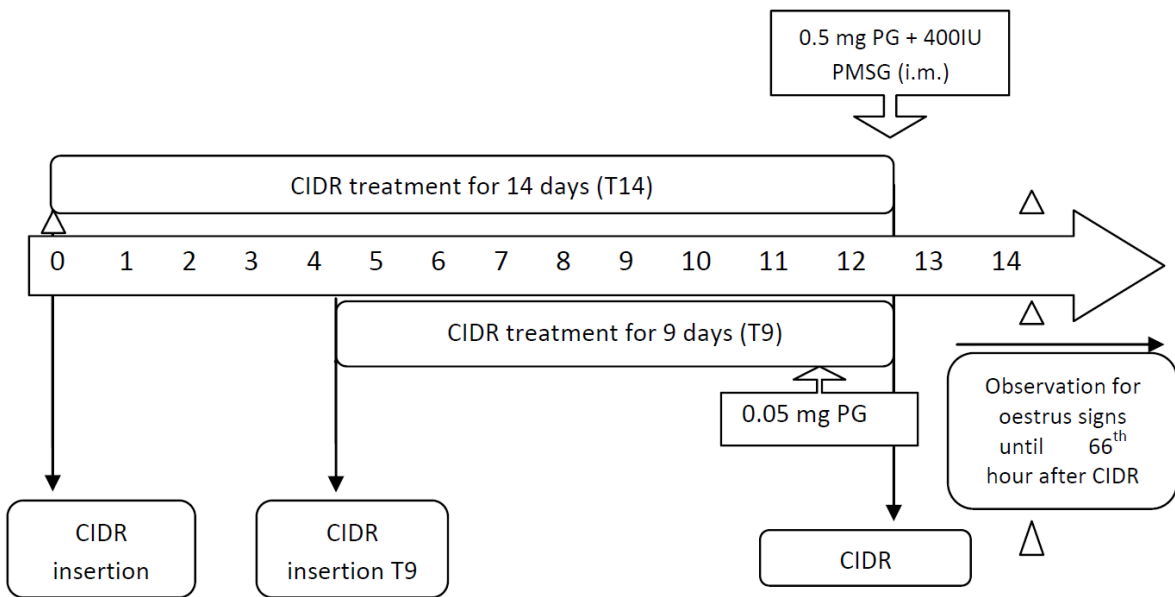 0.5 mg PG + 400IU
PMSG (i.m.)
CIDR treatment for 14 days (T14)
0 1 2 3 4 5 6 7 8 9 10 11 12 13 14
CIDR treatment for 9 days (T9)
0.05 mg PG
Observation for
oestrus signs
until 66th
hour after CIDR
CIDR
insertion
CIDR
insertion T9
CIDR